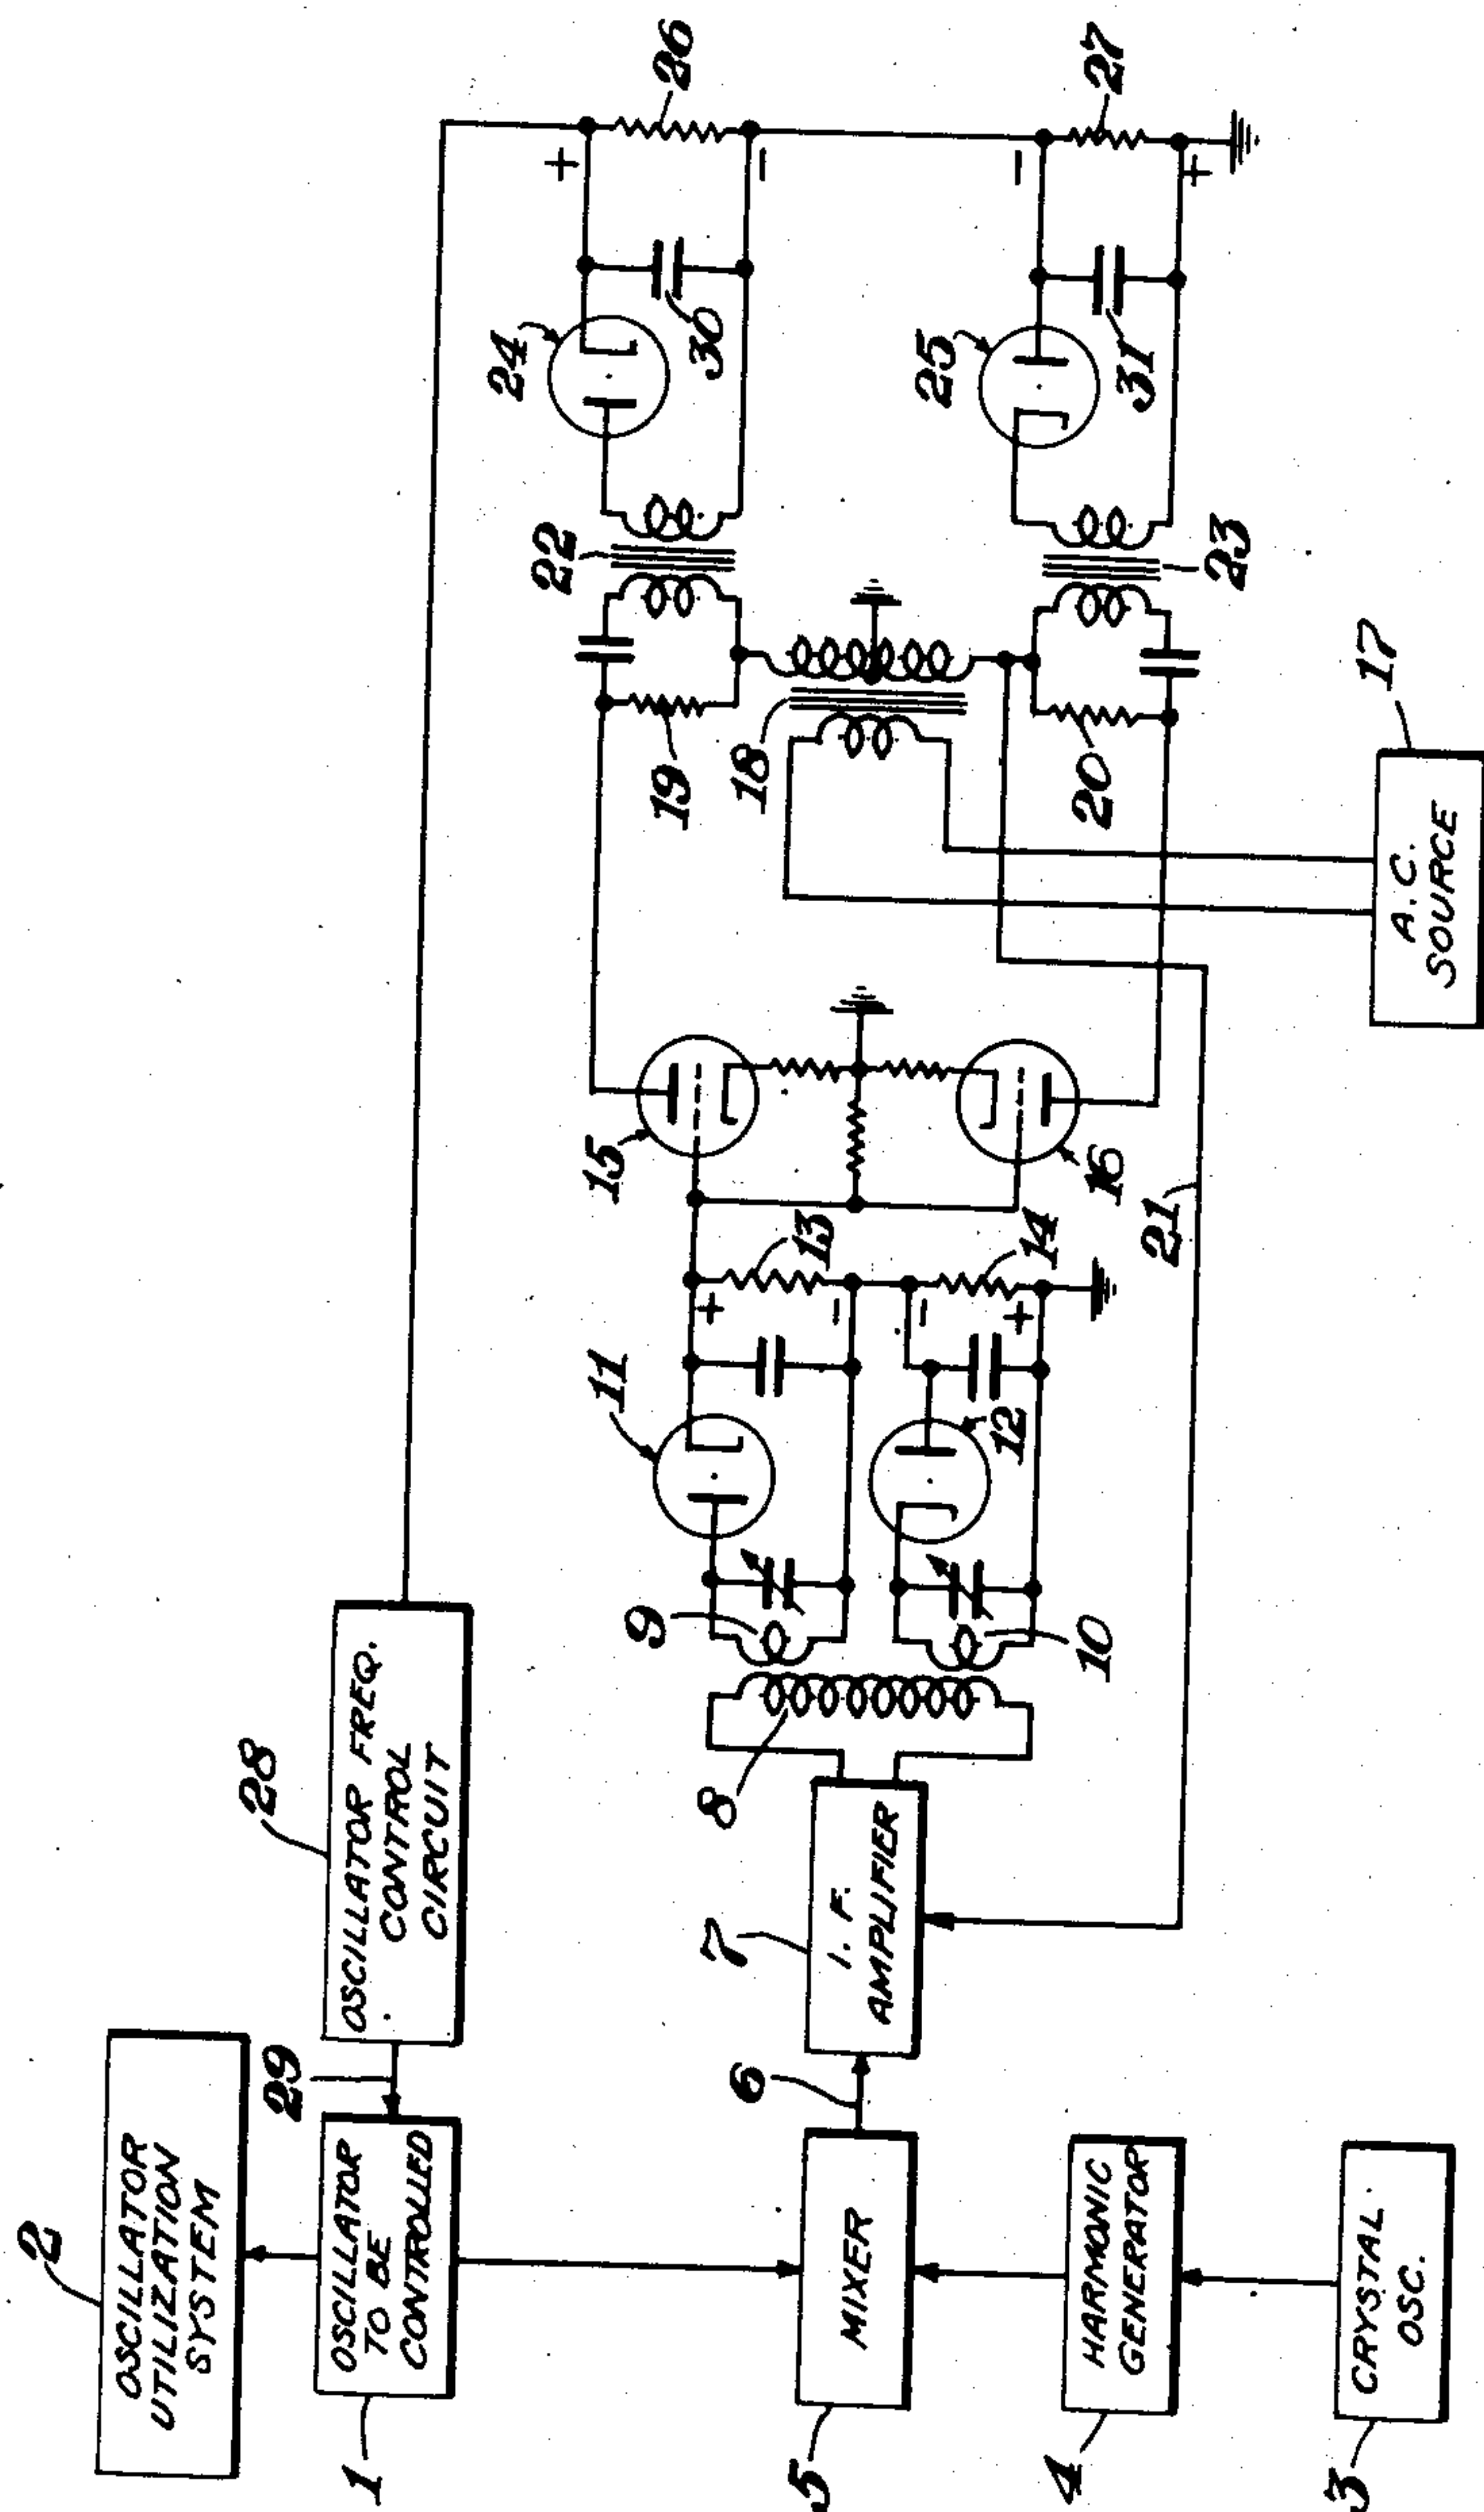 2
OSCILLATOR
UTILIZATION
SYSTEM
1
OSCILLATOR
TO BE
CONTROLLED
29
28
OSCILLATOR FREQ.
CONTROL
CIRCUIT
5
MIXER
6
7
I. F.
AMPLIFIER
4
HARMONIC
GENERATOR
3
CRYSTAL
OSC.
8
9
10
11
12
+
−
−
+
13
14
15
16
21
17
A. C.
SOURCE
18
19
20
22
23
24
25
30
31
+
−
−
+
26
27